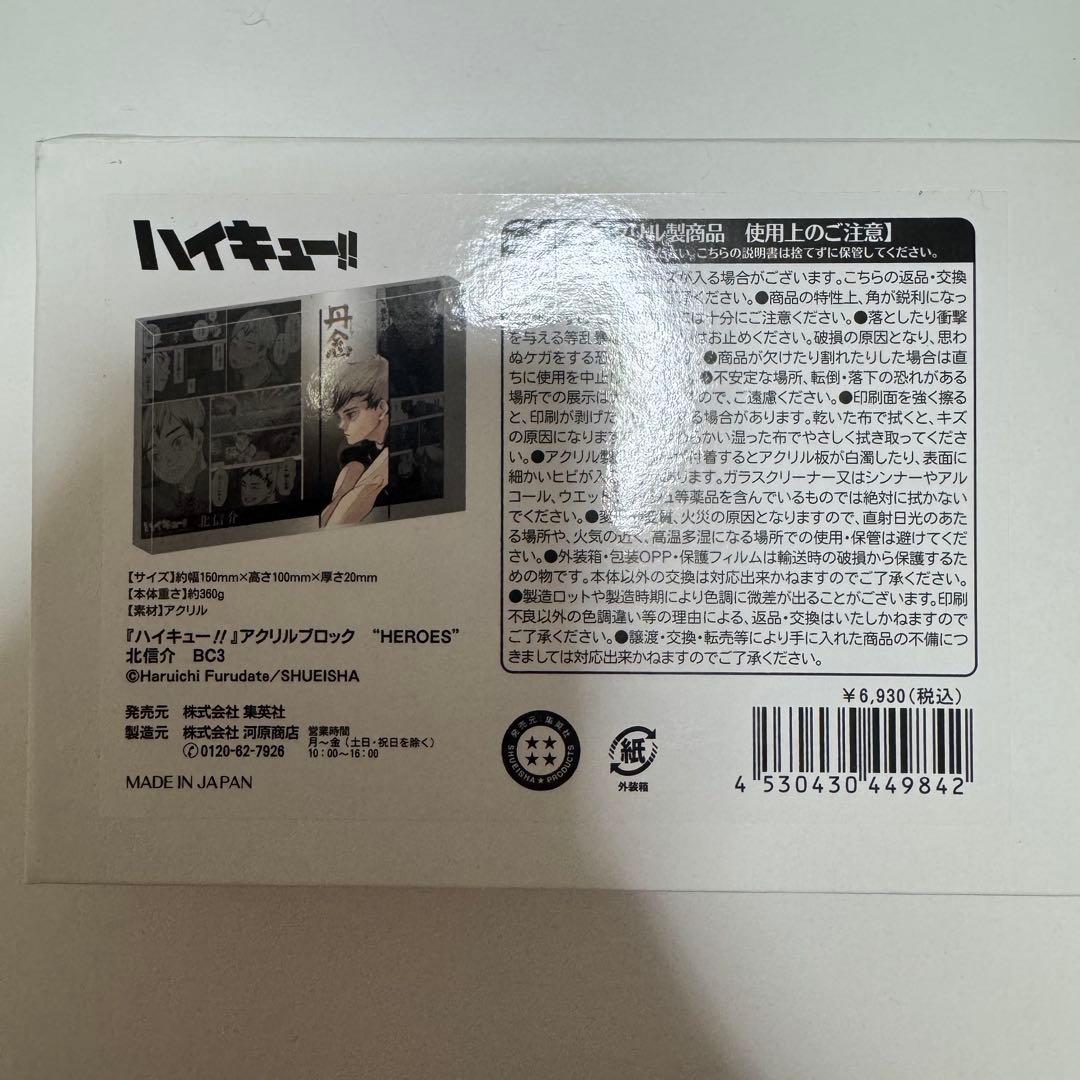 ハイキュー!!
丹念
ハイキュー!!
北信介
【サイズ】約幅150mm×高さ100mm×厚さ20mm
【本体重さ】約360g
【素材】アクリル
『ハイキュー!!』アクリルブロック “HEROES”
北信介 BC3
©Haruichi Furudate/SHUEISHA
発売元 株式会社 集英社
製造元 株式会社 河原商店 営業時間
月~金(土日・祝日を除く)
0120-62-7926 10:00~16:00
MADE IN JAPAN
製商品 使用上のご注意】
こちらの説明書は捨てずに保管してください。
が入る場合がございます。こちらの返品・交換
ください。●商品の特性上、角が鋭利になっ
には十分にご注意ください。●落としたり衝撃
を与える等乱暴 はお止めください。破損の原因となり、思わ
ぬケガをする恐 ●商品が欠けたり割れたりした場合は直
ちに使用を中止 ●不安定な場所、転倒・落下の恐れがある
場所での展示は ので、ご遠慮ください。●印刷面を強く擦る
と、印刷が剥げた る場合があります。乾いた布で拭くと、キズ
の原因になります らかい湿った布でやさしく拭き取ってくださ
い。●アクリル製 付着するとアクリル板が白濁したり、表面に
細かいヒビが入 あります。ガラスクリーナー又はシンナーやアル
コール、ウエット 等薬品を含んでいるものでは絶対に拭かない
でください。●変 変質、火災の原因となりますので、直射日光のあた
る場所や、火気の近く、高温多湿になる場所での使用・保管は避けてくださ
い。●外装箱・包装OPP・保護フィルムは輸送時の破損から保護するた
めの物です。本体以外の交換は対応出来かねますのでご了承ください。
●製造ロットや製造時期により色調に微差が出ることがございます。印刷
不良以外の色調違い等の理由による、返品・交換はいたしかねますので
ご了承ください。●譲渡・交換・転売等により手に入れた商品の不備につ
きましては対応出来かねますのでご了承ください。
発売元:集英社
SHUEISHA★PRODUCTS
紙
外装箱
¥6,930(税込)
4 530430 449842